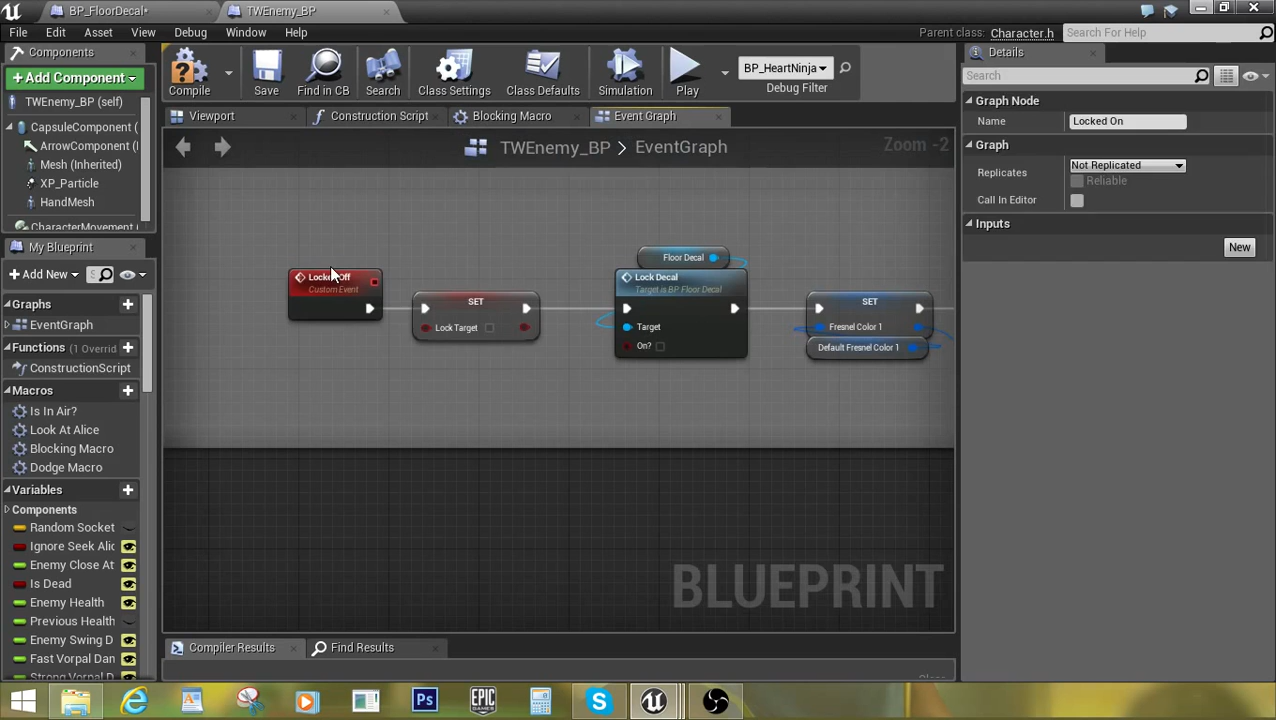 BP_FloorDecal*
TWEnemy_BP
File Edit Asset View Debug Window Help
Parent class: Character.h
Search For Help
Components
Add Component
TWEnemy_BP (self)
CapsuleComponent (
ArrowComponent (I
Mesh (Inherited)
XP_Particle
HandMesh
CharacterMovement (
Compile
Save
Find in CB
Search
Class Settings
Class Defaults
Simulation
Play
BP_HeartNinja
Debug Filter
Viewport
Construction Script
Blocking Macro
Event Graph
TWEnemy_BP > EventGraph
Zoom -2
Off
Custom Event
SET
Lock Target
Floor Decal
Lock Decal
Target is BP Floor Decal
Target
On?
SET
Fresnel Color 1
Default Fresnel Color 1
BLUEPRINT
My Blueprint
Add New
Graphs
EventGraph
Functions (1 Overrid
ConstructionScript
Macros
Is In Air?
Look At Alice
Blocking Macro
Dodge Macro
Variables
Components
Random Socket
Ignore Seek Alic
Enemy Close At
Is Dead
Enemy Health
Previous Health
Enemy Swing D
Fast Vorpal Dan
Strong Vorpal D
Details
Search
Graph Node
Name
Locked On
Graph
Replicates
Not Replicated
Reliable
Call In Editor
Inputs
New
Compiler Results
Find Results
Clear
Ps
EPIC
GAMES